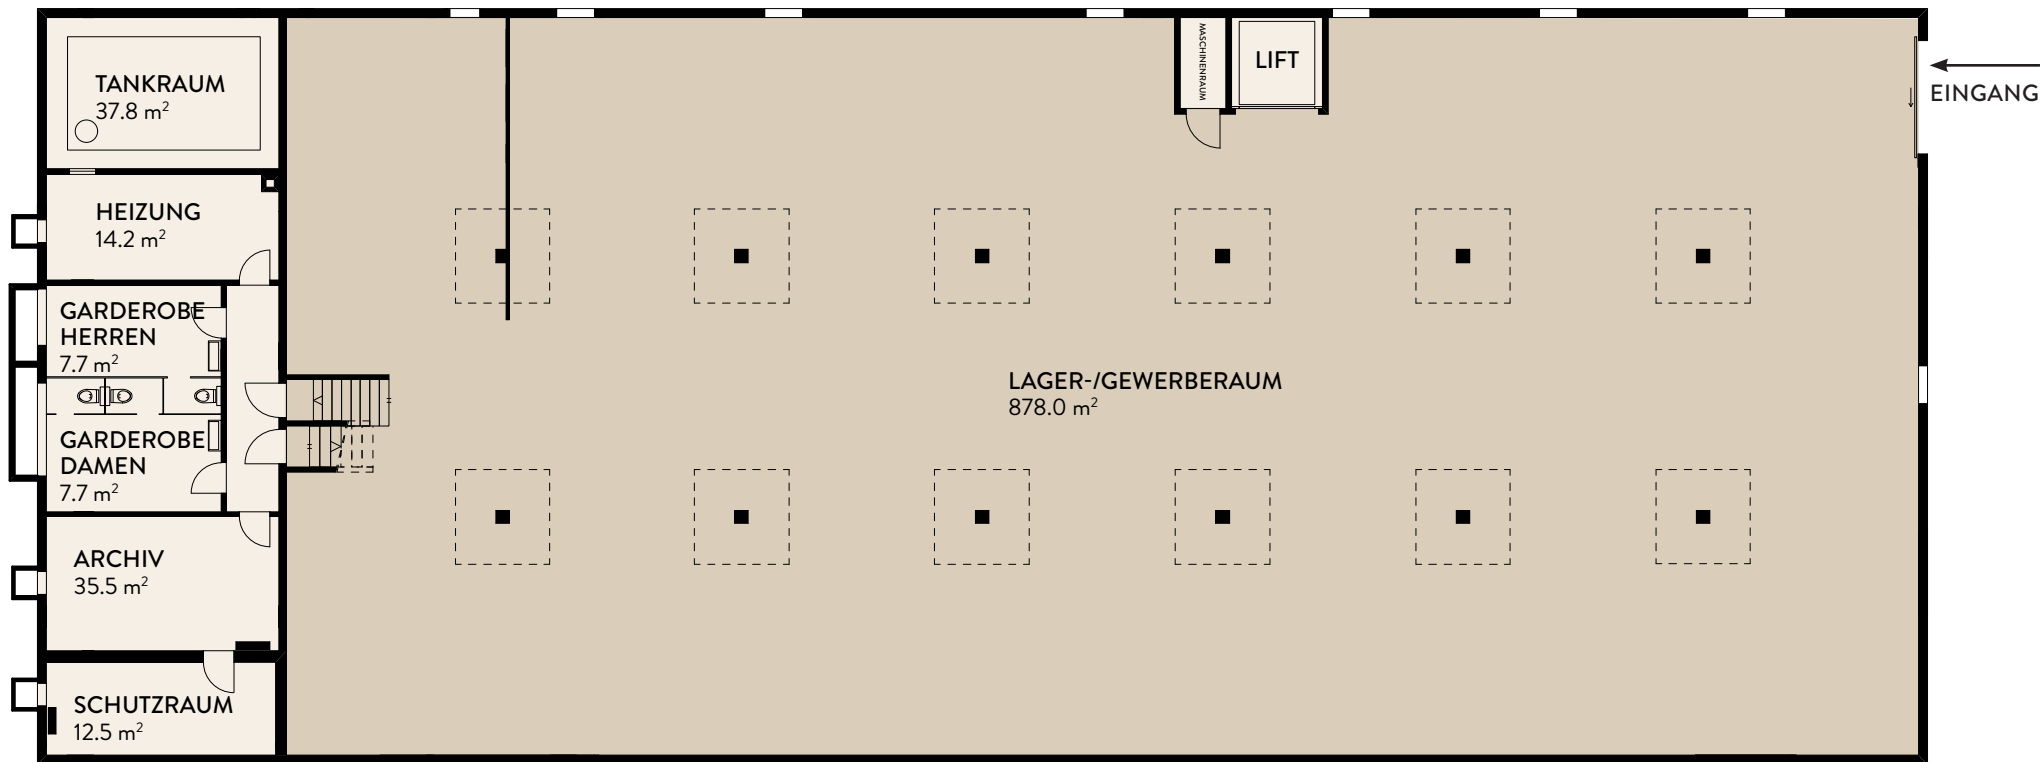 TANKRAUM
37.8 m²
MASCHINENRAUM
LIFT
EINGANG
HEIZUNG
14.2 m²
GARDEROBE
HERREN
7.7 m²
LAGER-/GEWERBERAUM
878.0 m²
GARDEROBE
DAMEN
7.7 m²
ARCHIV
35.5 m²
SCHUTZRAUM
12.5 m²